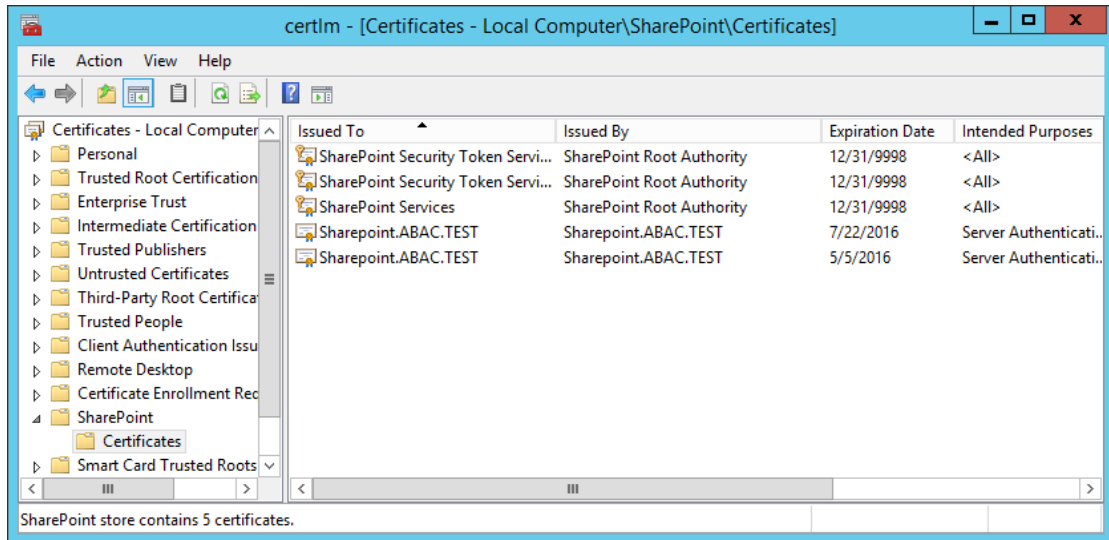 certlm - [Certificates - Local Computer\SharePoint\Certificates]
File Action View Help
Certificates - Local Computer
Personal
Trusted Root Certification
Enterprise Trust
Intermediate Certification
Trusted Publishers
Untrusted Certificates
Third-Party Root Certifica
Trusted People
Client Authentication Issu
Remote Desktop
Certificate Enrollment Req
SharePoint
Certificates
Smart Card Trusted Roots
Issued To Issued By Expiration Date Intended Purposes
SharePoint Security Token Servi... SharePoint Root Authority 12/31/9998 <All>
SharePoint Security Token Servi... SharePoint Root Authority 12/31/9998 <All>
SharePoint Services SharePoint Root Authority 12/31/9998 <All>
Sharepoint.ABAC.TEST Sharepoint.ABAC.TEST 7/22/2016 Server Authenticati..
Sharepoint.ABAC.TEST Sharepoint.ABAC.TEST 5/5/2016 Server Authenticati..
SharePoint store contains 5 certificates.